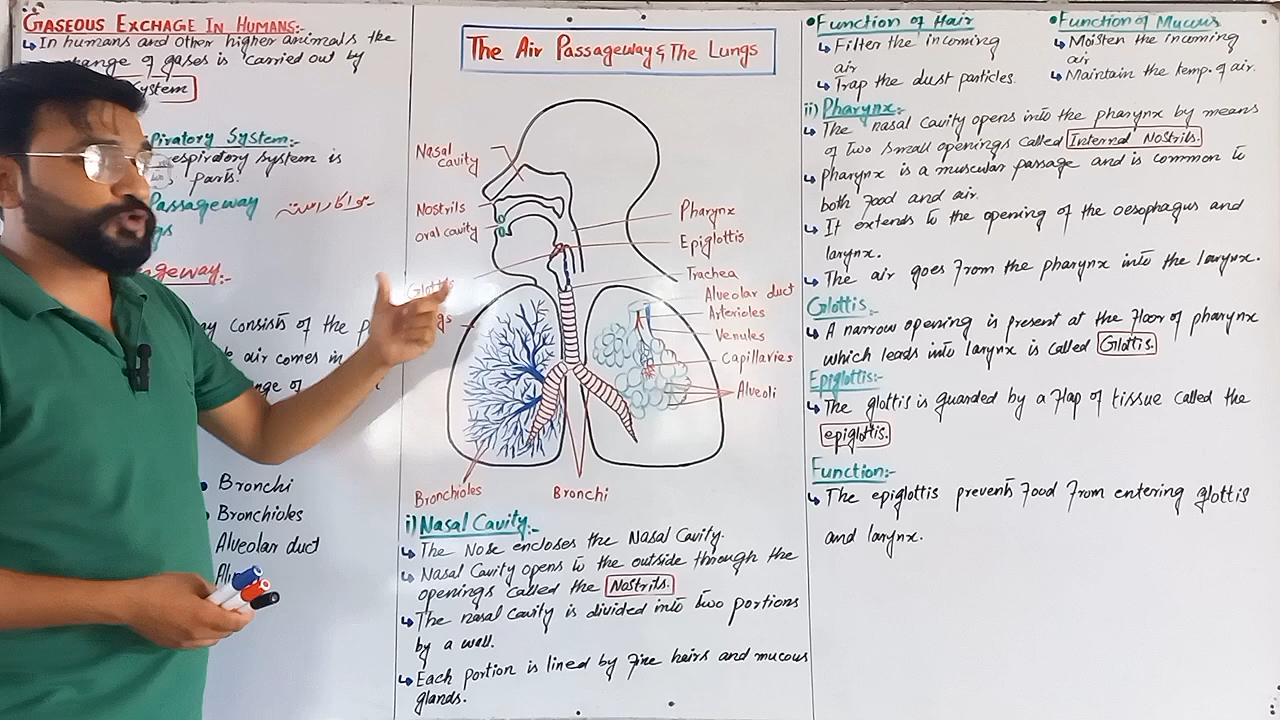 GASEOUS EXCHAGE IN HUMANS:-
In humans and other higher animals the
of gases is carried out by
System
piratory System:-
espiratory system is
parts.
Passageway
geway:-
consists of the
air comes in
nge of
Bronchi
Bronchioles
Alveolar duct
The Air Passageway & The Lungs
Nasal cavity
Nostrils
oral cavity
Glottis
gs
Pharynx
Epiglottis
Trachea
Alveolar duct
Arterioles
Venules
Capillaries
Alveoli
Bronchioles
Bronchi
i) Nasal Cavity:-
The Nose encloses the Nasal Cavity.
Nasal Cavity opens to the outside through the
openings called the Nostrils.
The nasal cavity is divided into two portions
by a wall.
Each portion is lined by fine hairs and mucous
glands.
Function of Hair
Filter the incoming
air
Trap the dust particles.
Function of Mucus
Moisten the incoming
air
Maintain the temp. of air.
ii) Pharynx:-
The nasal cavity opens into the pharynx by means
of two small openings called Internal Nostrils.
pharynx is a muscular passage and is common to
both food and air.
It extends to the opening of the oesophagus and
larynx.
The air goes from the pharynx into the larynx.
Glottis:-
A narrow opening is present at the floor of pharynx
which leads into larynx is called Glottis.
Epiglottis:-
The glottis is guarded by a flap of tissue called the
epiglottis.
Function:-
The epiglottis prevents food from entering glottis
and larynx.